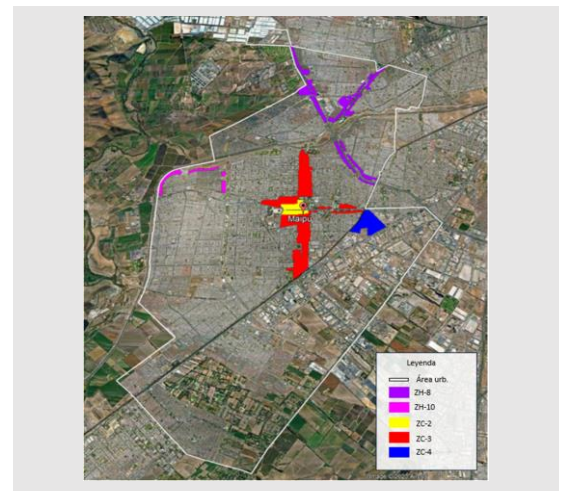 Maipú
Leyenda
Área urb.
ZH-8
ZH-10
ZC-2
ZC-3
ZC-4